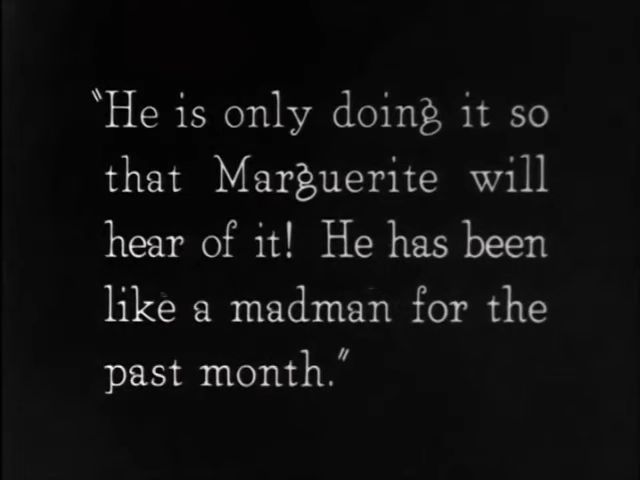 "He is only doing it so
that Marguerite will
hear of it! He has been
like a madman for the
past month."